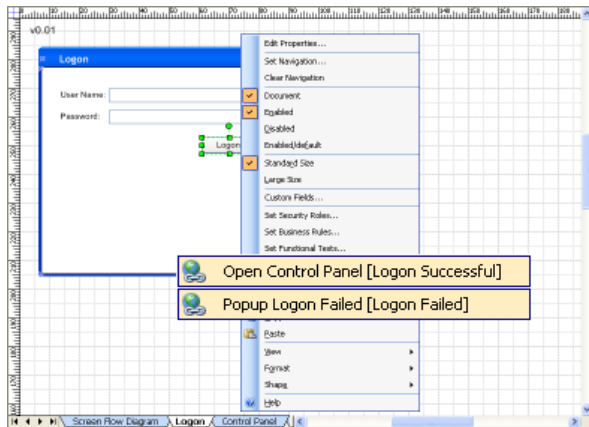 v0.01
Logon
User Name:
Password:
Logon
Edit Properties...
Set Navigation...
Clear Navigation
Document
Enabled
Disabled
Enabled/default
Standard Size
Large Size
Custom Fields...
Set Security Roles...
Set Business Rules...
Set Functional Tests...
Open Control Panel [Logon Successful]
Popup Logon Failed [Logon Failed]
Paste
View
Format
Shape
Help
Screen Flow Diagram
Logon
Control Panel